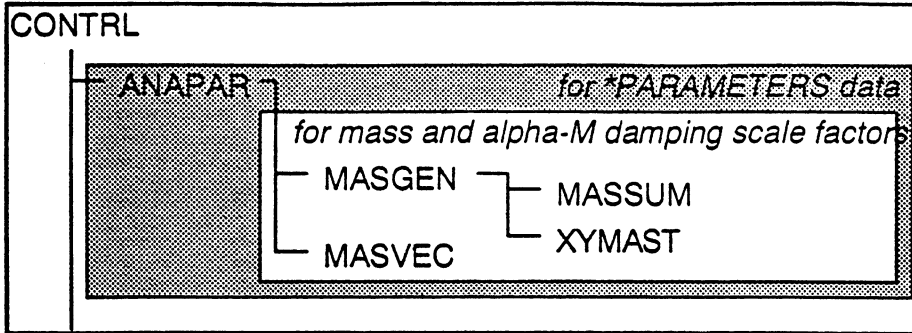 CONTRL
ANAPAR for *PARAMETERS data
for mass and alpha-M damping scale factors
MASGEN MASSUM
XYMAST
MASVEC